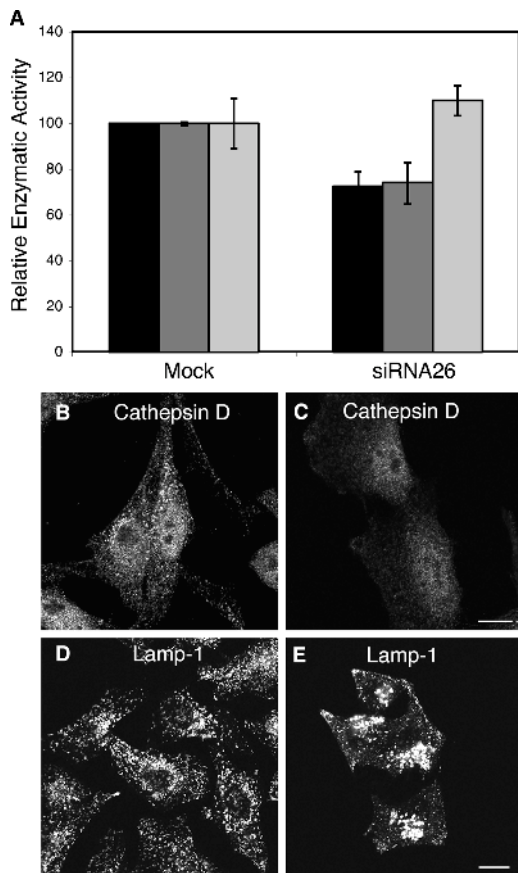 A
Relative Enzymatic Activity
140
120
100
80
60
40
20
0
Mock
siRNA26
B
Cathepsin D
C
Cathepsin D
D
Lamp-1
E
Lamp-1